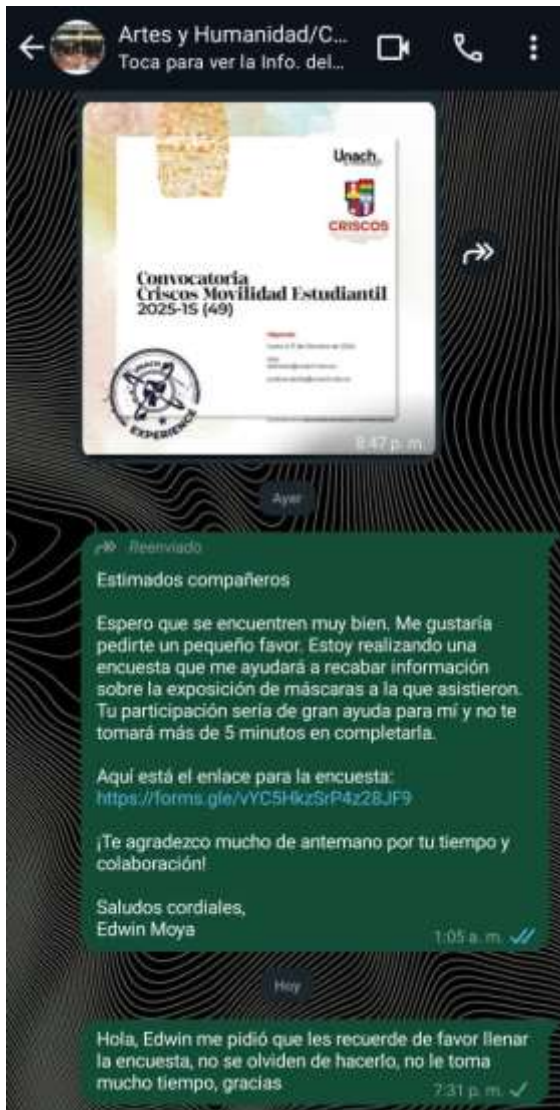 Artes y Humanidad/C...
Toca para ver la Info. del...
Unach
CRISCOS
Convocatoria
Criscos Movilidad Estudiantil
2025-1S (49)
UNACH
EXPERIENCE
8:47 p. m.
Ayer
Reenviado
Estimados compañeros
Espero que se encuentren muy bien. Me gustaría
pedirte un pequeño favor. Estoy realizando una
encuesta que me ayudará a recabar información
sobre la exposición de máscaras a la que asistieron.
Tu participación sería de gran ayuda para mí y no te
tomará más de 5 minutos en completarla.
Aquí está el enlace para la encuesta:
https://forms.gle/vYC5HkzSrP4z28JF9
¡Te agradezco mucho de antemano por tu tiempo y
colaboración!
Saludos cordiales,
Edwin Moya
1:05 a. m.
Hoy
Hola, Edwin me pidió que les recuerde de favor llenar
la encuesta, no se olviden de hacerlo, no le toma
mucho tiempo, gracias
7:31 p. m.